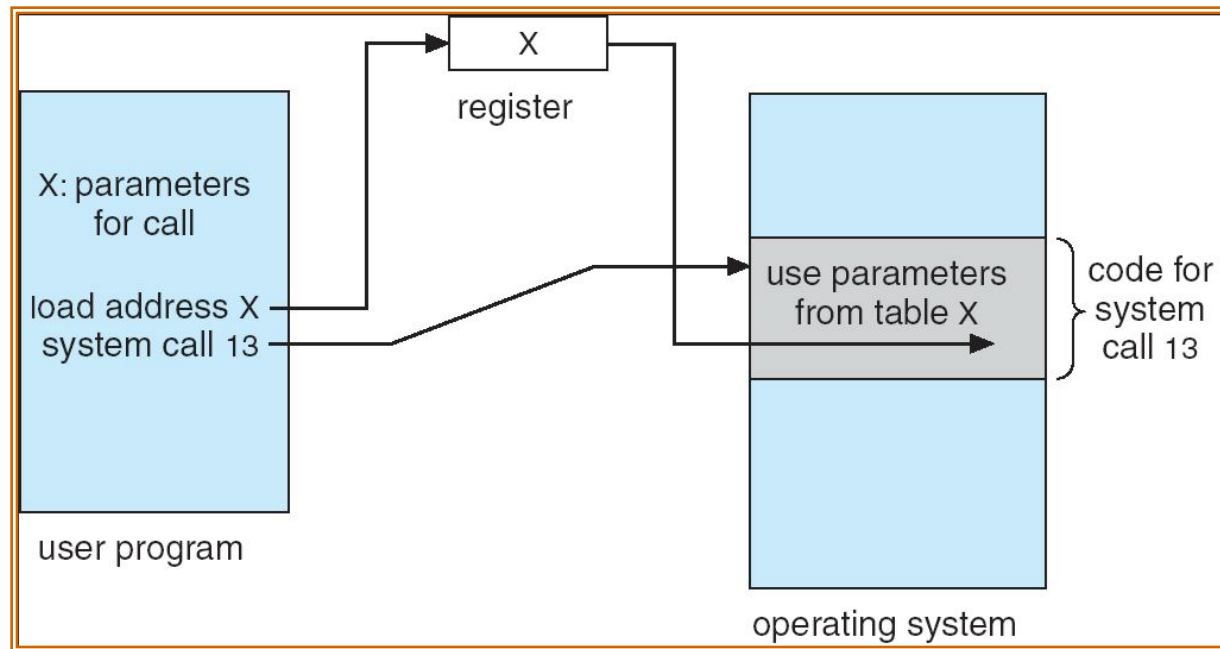 X
register
X: parameters
for call
load address X
system call 13
user program
use parameters
from table X
code for
system
call 13
operating system